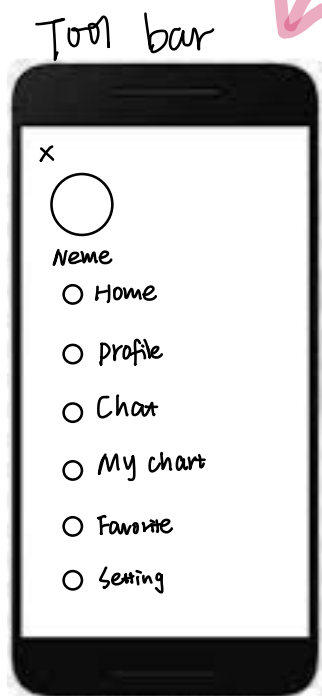 Tool bar
×
Neme
Home
profile
Chat
My chart
Favorite
Setting